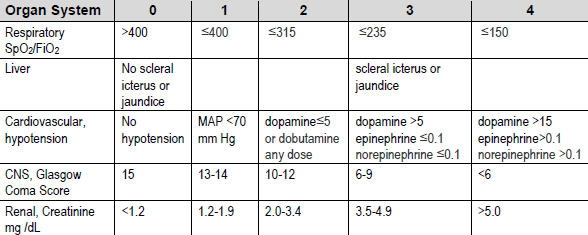 Organ System 0 1 2 3 4
Respiratory >400 ≤400 ≤315 ≤235 ≤150
SpO₂/FiO₂
Liver No scleral scleral icterus or
icterus or jaundice
jaundice
Cardiovascular, No MAP <70 dopamine≤5 dopamine >5 dopamine >15
hypotension hypotension mm Hg or dobutamine epinephrine ≤0.1 epinephrine>0.1
any dose norepinephrine ≤0.1 norepinephrine >0.1
CNS, Glasgow 15 13-14 10-12 6-9 <6
Coma Score
Renal, Creatinine <1.2 1.2-1.9 2.0-3.4 3.5-4.9 >5.0
mg /dL